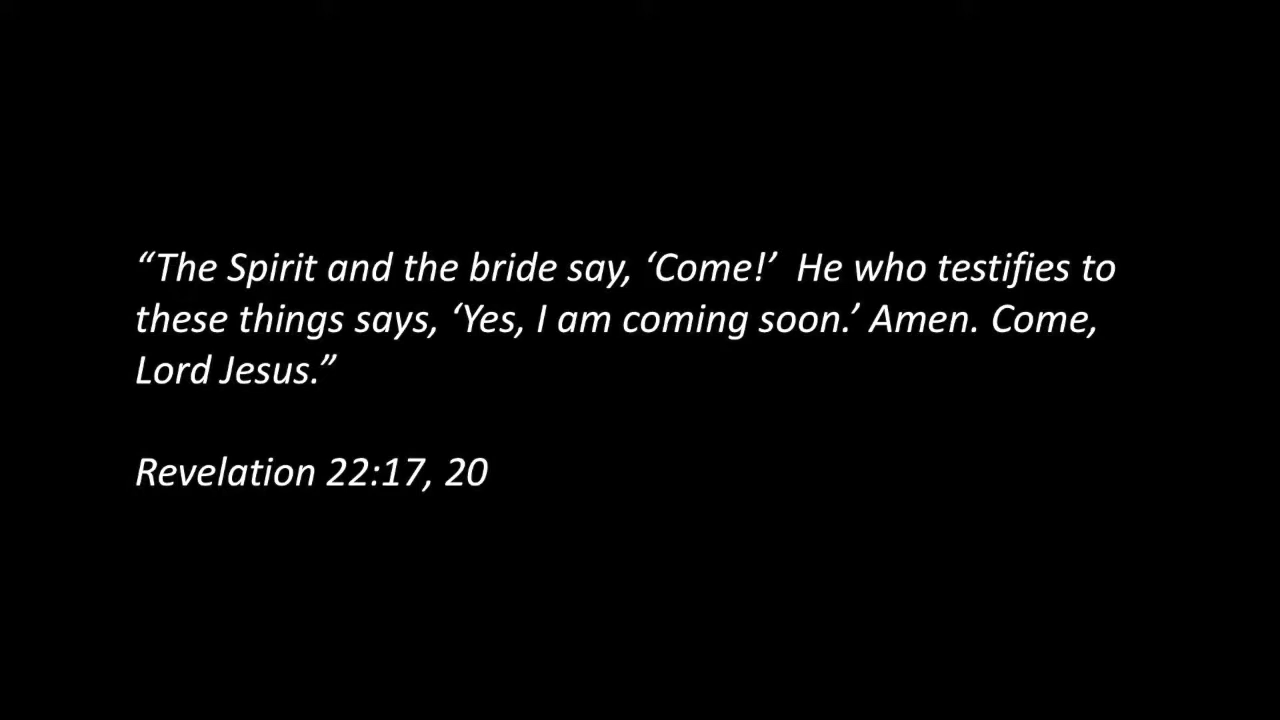 “The Spirit and the bride say, ‘Come!’  He who testifies to
these things says, ‘Yes, I am coming soon.’ Amen. Come,
Lord Jesus.”
Revelation 22:17, 20